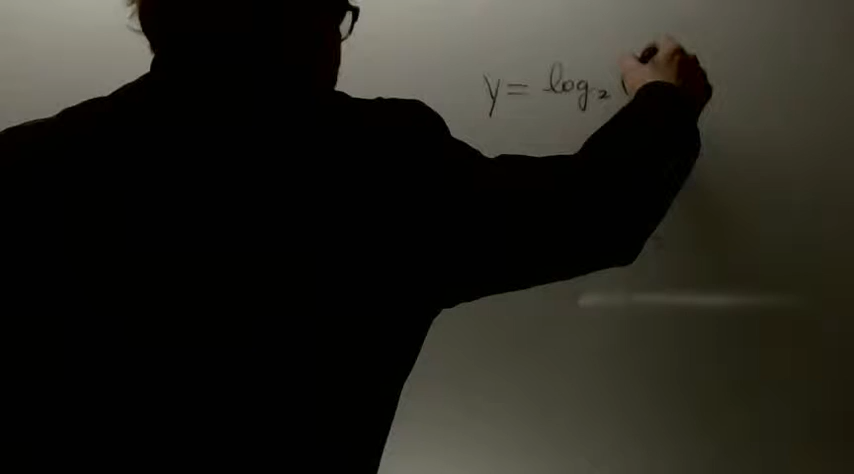 y = log₂ (